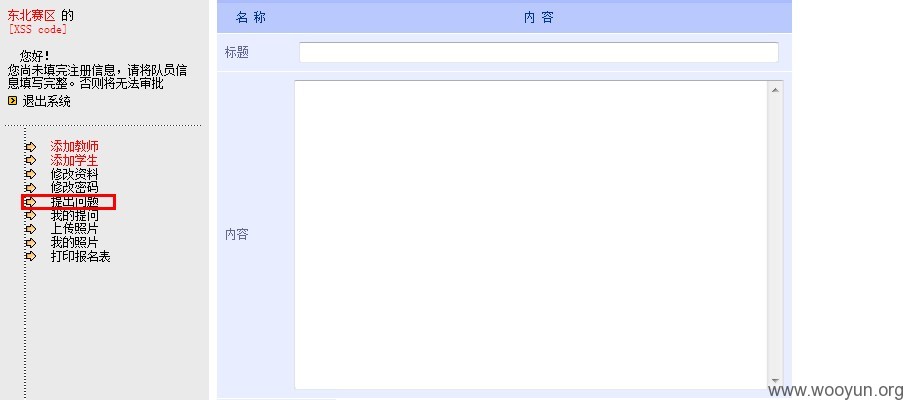 东北赛区 的
[XSS code]
您好!
您尚未填完注册信息，请将队员信
息填写完整。否则将无法审批
退出系统
添加教师
添加学生
修改资料
修改密码
提出问题
我的提问
上传照片
我的照片
打印报名表
名 称 内 容
标题
内容
www.wooyun.org